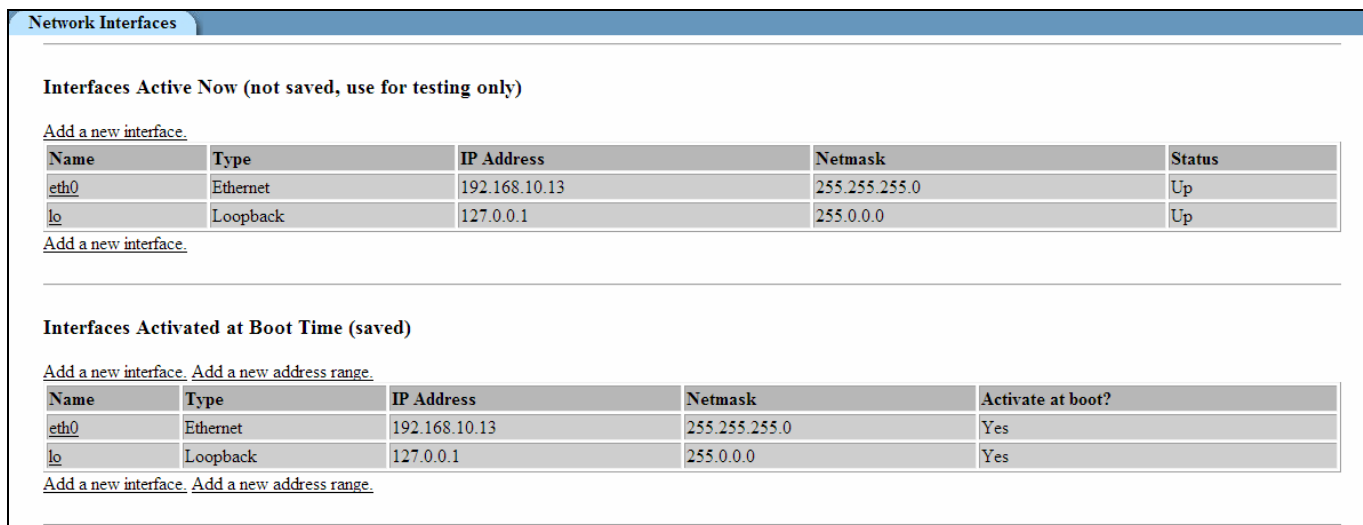 Network Interfaces
Interfaces Active Now (not saved, use for testing only)
Add a new interface.
Name Type IP Address Netmask Status
eth0 Ethernet 192.168.10.13 255.255.255.0 Up
lo Loopback 127.0.0.1 255.0.0.0 Up
Add a new interface.
Interfaces Activated at Boot Time (saved)
Add a new interface. Add a new address range.
Name Type IP Address Netmask Activate at boot?
eth0 Ethernet 192.168.10.13 255.255.255.0 Yes
lo Loopback 127.0.0.1 255.0.0.0 Yes
Add a new interface. Add a new address range.